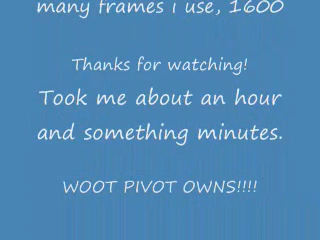 many frames i use, 1600
Thanks for watching!
Took me about an hour
and something minutes.
WOOT PIVOT OWNS!!!!